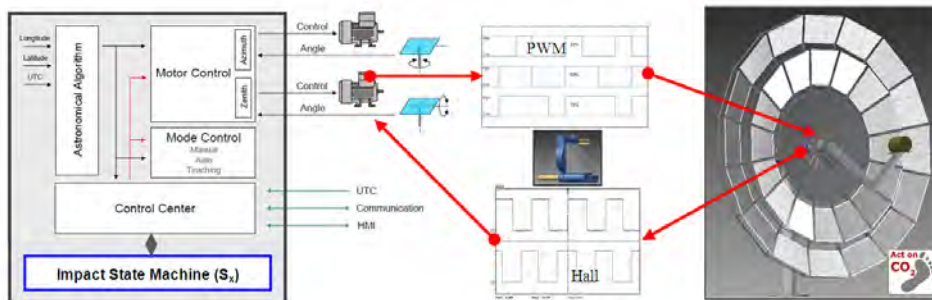 Longitude
Latitude
UTC
Astronomical Algorithm
Motor Control
Azimuth
Zenith
Mode Control
Manual
Auto
Teaching
Control Center
Impact State Machine (Sx)
Control
Angle
Control
Angle
UTC
Communication
HMI
PWM
Hall
Act on
CO2